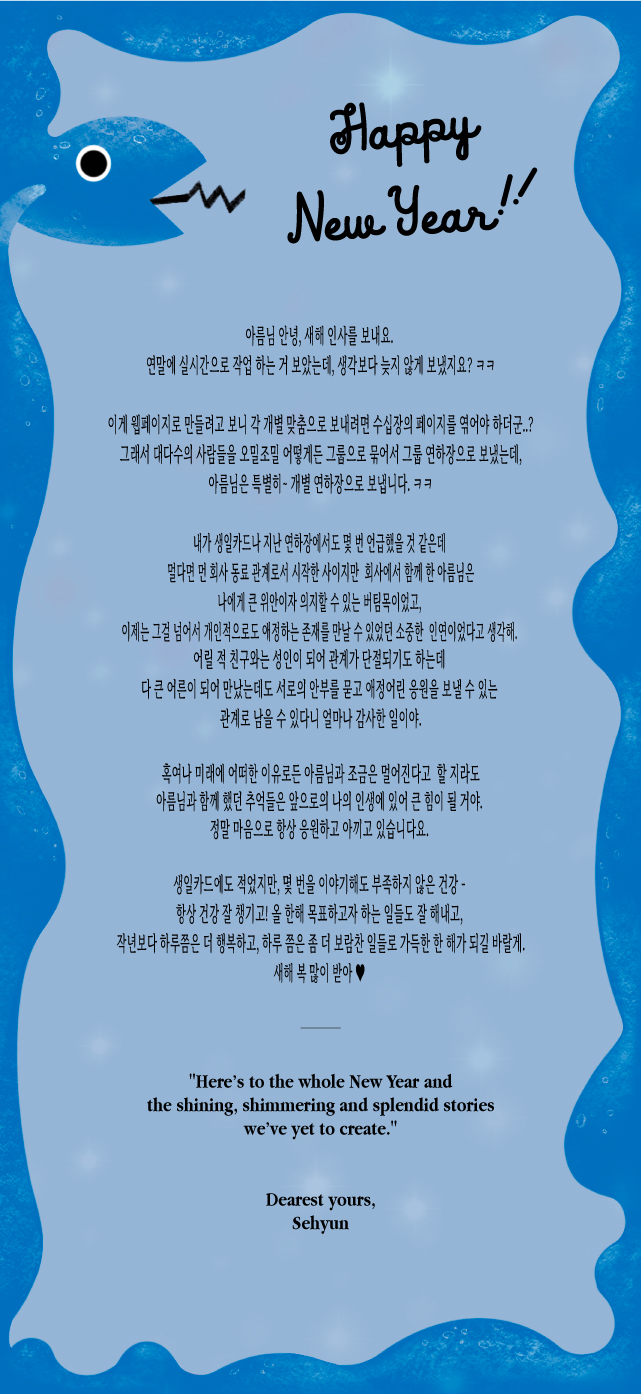 Happy
New Year!!
아름님 안녕, 새해 인사를 보내요.
연말에 실시간으로 작업 하는 거 보았는데, 생각보다 늦지 않게 보냈지요? ㅋㅋ
이게 웹페이지로 만들려고 보니 각 개별 맞춤으로 보내려면 수십장의 페이지를 엮어야 하더군..?
그래서 대다수의 사람들을 오밀조밀 어떻게든 그룹으로 묶어서 그룹 연하장으로 보냈는데,
아름님은 특별히~ 개별 연하장으로 보냅니다. ㅋㅋ
내가 생일카드나 지난 연하장에서도 몇 번 언급했을 것 같은데
멀다면 먼 회사 동료 관계로서 시작한 사이지만 회사에서 함께 한 아름님은
나에게 큰 위안이자 의지할 수 있는 버팀목이었고,
이제는 그걸 넘어서 개인적으로도 애정하는 존재를 만날 수 있었던 소중한 인연이었다고 생각해.
어릴 적 친구와는 성인이 되어 관계가 단절되기도 하는데
다 큰 어른이 되어 만났는데도 서로의 안부를 묻고 애정어린 응원을 보낼 수 있는
관계로 남을 수 있다니 얼마나 감사한 일이야.
혹여나 미래에 어떠한 이유로든 아름님과 조금은 멀어진다고 할 지라도
아름님과 함께 했던 추억들은 앞으로의 나의 인생에 있어 큰 힘이 될 거야.
정말 마음으로 항상 응원하고 아끼고 있습니다요.
생일카드에도 적었지만, 몇 번을 이야기해도 부족하지 않은 건강 -
항상 건강 잘 챙기고! 올 한해 목표하고자 하는 일들도 잘 해내고,
작년보다 하루쯤은 더 행복하고, 하루 쯤은 좀 더 보람찬 일들로 가득한 한 해가 되길 바랄게.
새해 복 많이 받아 ♥
"Here's to the whole New Year and
the shining, shimmering and splendid stories
we've yet to create."
Dearest yours,
Sehyun